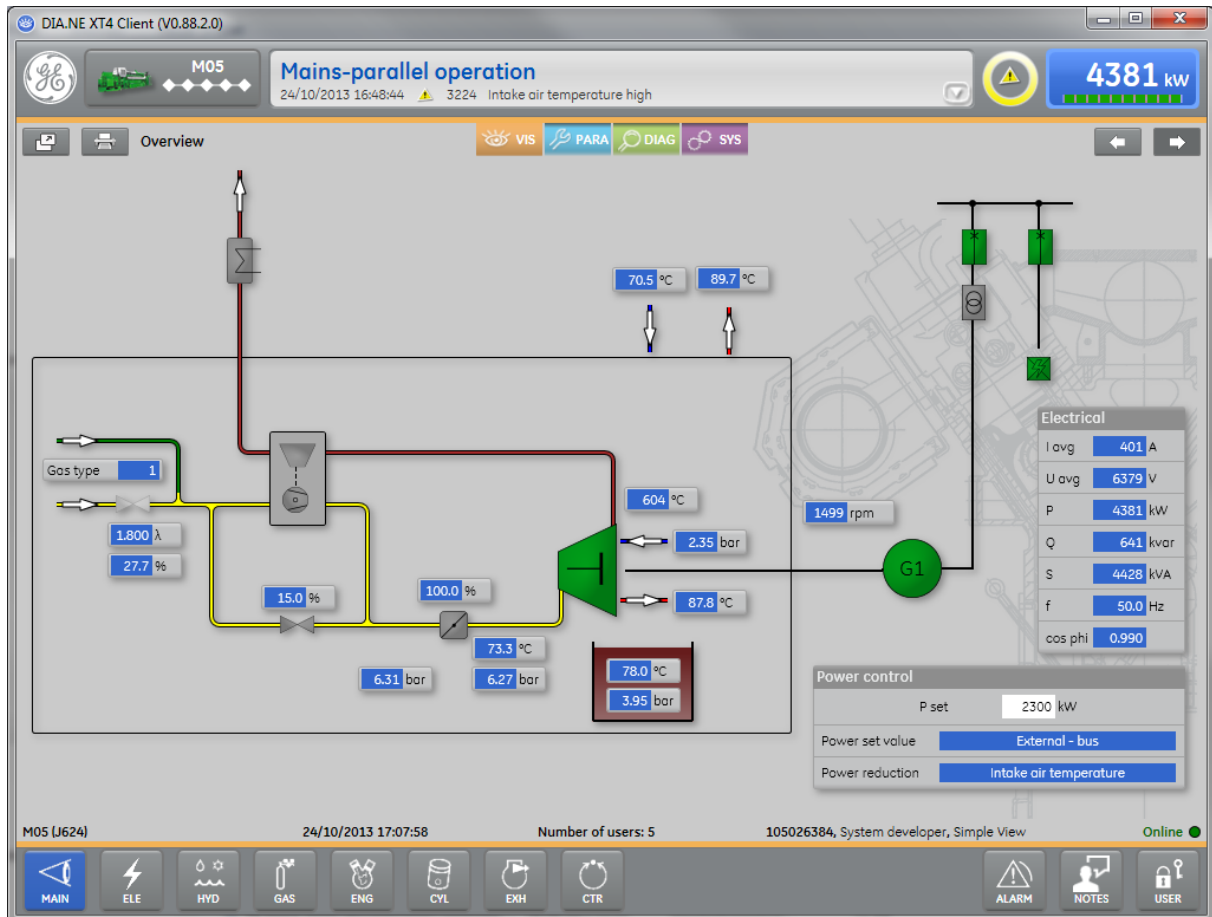 DIA.NE XT4 Client (V0.88.2.0)
GE
M05
Mains-parallel operation
24/10/2013 16:48:44 3224 Intake air temperature high
4381 kW
Overview
VIS PARA DIAG SYS
70.5 °C 89.7 °C
Gas type 1
1.800 λ
27.7 %
15.0 %
100.0 %
604 °C
2.35 bar
87.8 °C
73.3 °C
6.31 bar 6.27 bar
78.0 °C
3.95 bar
1499 rpm
G1
Electrical
I avg 401 A
U avg 6379 V
P 4381 kW
Q 641 kvar
S 4428 kVA
f 50.0 Hz
cos phi 0.990
Power control
P set 2300 kW
Power set value External - bus
Power reduction Intake air temperature
M05 (J624) 24/10/2013 17:07:58 Number of users: 5 105026384, System developer, Simple View Online
MAIN ELE HYD GAS ENG CYL EXH CTR ALARM NOTES USER